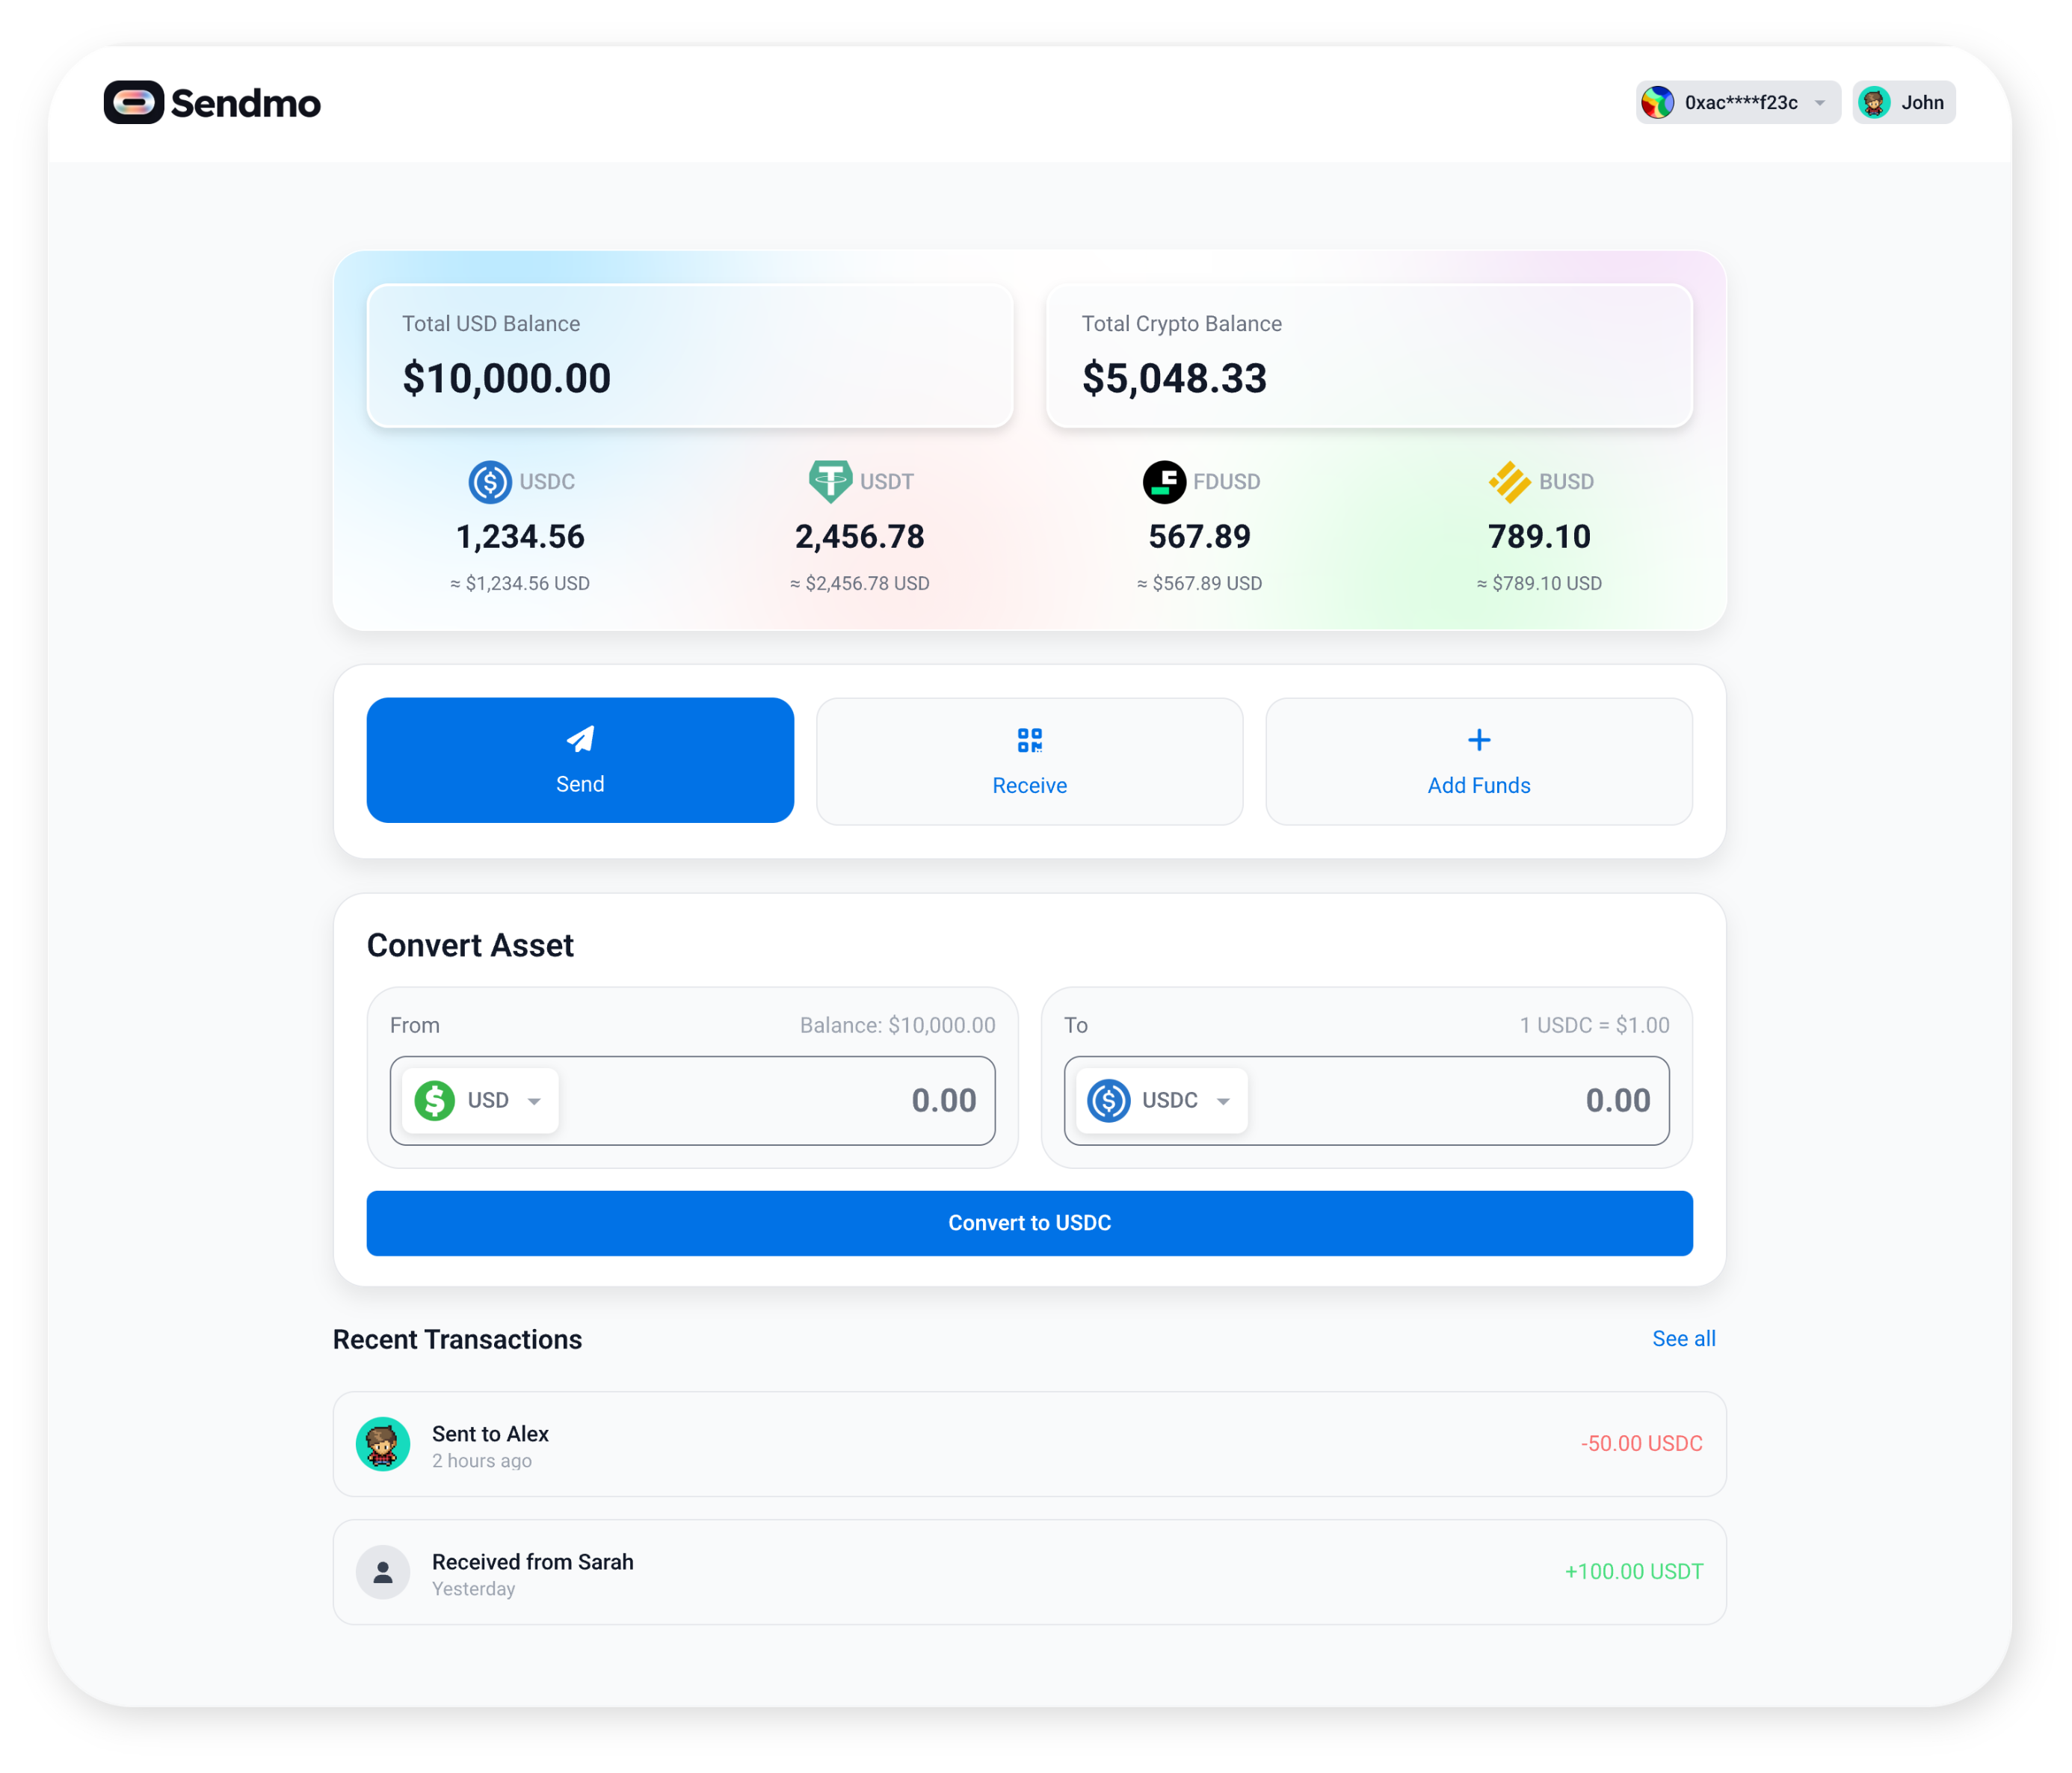 Sendmo
0xac****f23c
John
Total USD Balance
$10,000.00
Total Crypto Balance
$5,048.33
USDC
1,234.56
≈ $1,234.56 USD
USDT
2,456.78
≈ $2,456.78 USD
FDUSD
567.89
≈ $567.89 USD
BUSD
789.10
≈ $789.10 USD
Send
Receive
Add Funds
Convert Asset
From
Balance: $10,000.00
USD
0.00
To
1 USDC = $1.00
USDC
0.00
Convert to USDC
Recent Transactions
See all
Sent to Alex
2 hours ago
-50.00 USDC
Received from Sarah
Yesterday
+100.00 USDT